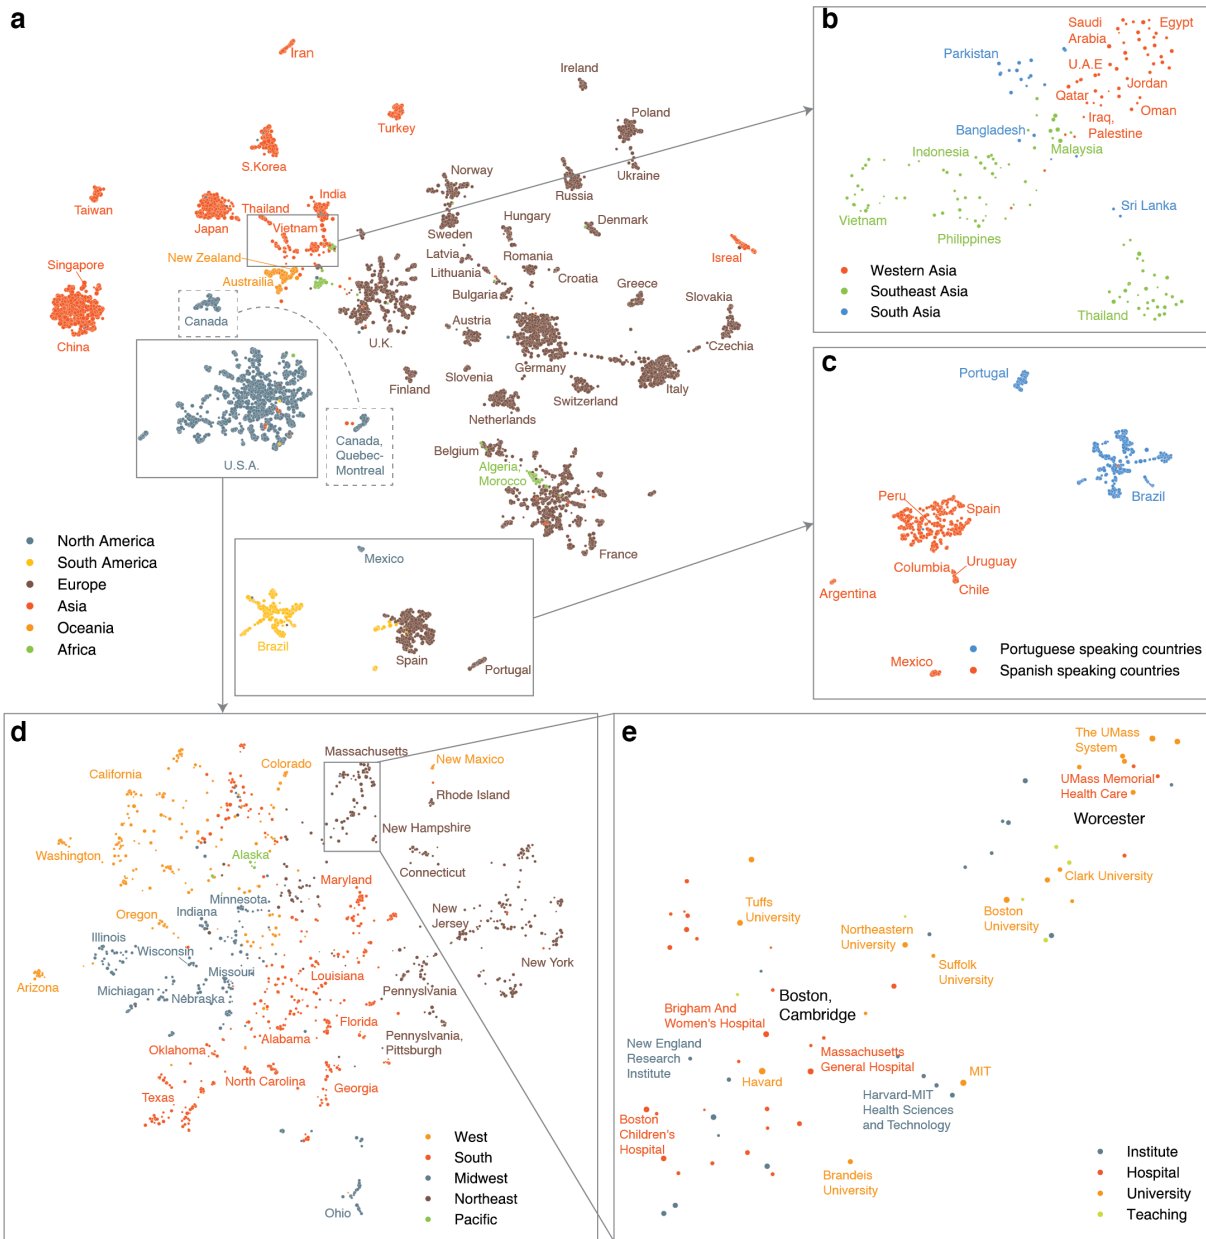 a
Iran
Ireland
Turkey
Poland
S.Korea
Ukraine
Norway
Russia
Taiwan
Thailand
India
Japan
Vietnam
Sweden
Hungary
Denmark
New Zealand
Latvia
Romania
Isreal
Singapore
Austrailia
Lithuania
Croatia
Bulgaria
Greece
Slovakia
Canada
Austria
China
U.K.
Germany
Czechia
Finland
Slovenia
Switzerland
Italy
Netherlands
U.S.A.
Canada,
Quebec-
Montreal
Belgium
Algeria,
Morocco
France
North America
South America
Europe
Asia
Oceania
Africa
Mexico
Brazil
Spain
Portugal
b
Saudi
Arabia
Egypt
Parkistan
U.A.E
Jordan
Qatar
Oman
Iraq,
Palestine
Bangladesh
Malaysia
Indonesia
Vietnam
Philippines
Sri Lanka
Thailand
Western Asia
Southeast Asia
South Asia
c
Portugal
Brazil
Peru
Spain
Columbia
Uruguay
Chile
Argentina
Mexico
Portuguese speaking countries
Spanish speaking countries
d
Massachusetts
California
Colorado
New Maxico
Rhode Island
New Hampshire
Washington
Alaska
Connecticut
Maryland
Minnesota
Oregon
Indiana
New
Jersey
Illinois
Wisconsin
New York
Arizona
Missouri
Louisiana
Michiagan
Nebraska
Pennyslvania
Florida
Alabama
Pennyslvania,
Pittsburgh
Oklahoma
North Carolina
Georgia
Texas
Ohio
West
South
Midwest
Northeast
Pacific
e
The UMass
System
UMass Memorial
Health Care
Worcester
Clark University
Tuffs
University
Boston
University
Northeastern
University
Suffolk
University
Boston,
Cambridge
Brigham And
Women's Hospital
New England
Research
Institute
Massachusetts
General Hospital
Havard
MIT
Harvard-MIT
Health Sciences
and Technology
Boston
Children's
Hospital
Brandeis
University
Institute
Hospital
University
Teaching